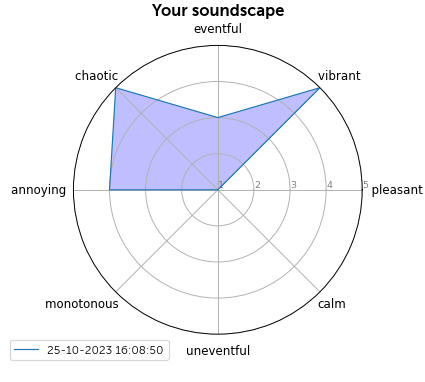 Your soundscape
eventful
chaotic
vibrant
annoying
1
2
3
4
5
pleasant
monotonous
calm
uneventful
25-10-2023 16:08:50